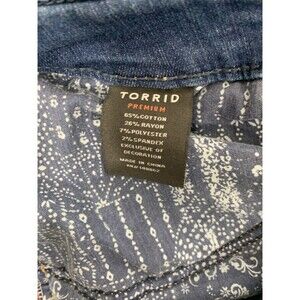 TORRID
PREMIUM
65% COTTON
26% RAYON
7% POLYESTER
2% SPANDEX
EXCLUSIVE OF
DECORATION
MADE IN CHINA